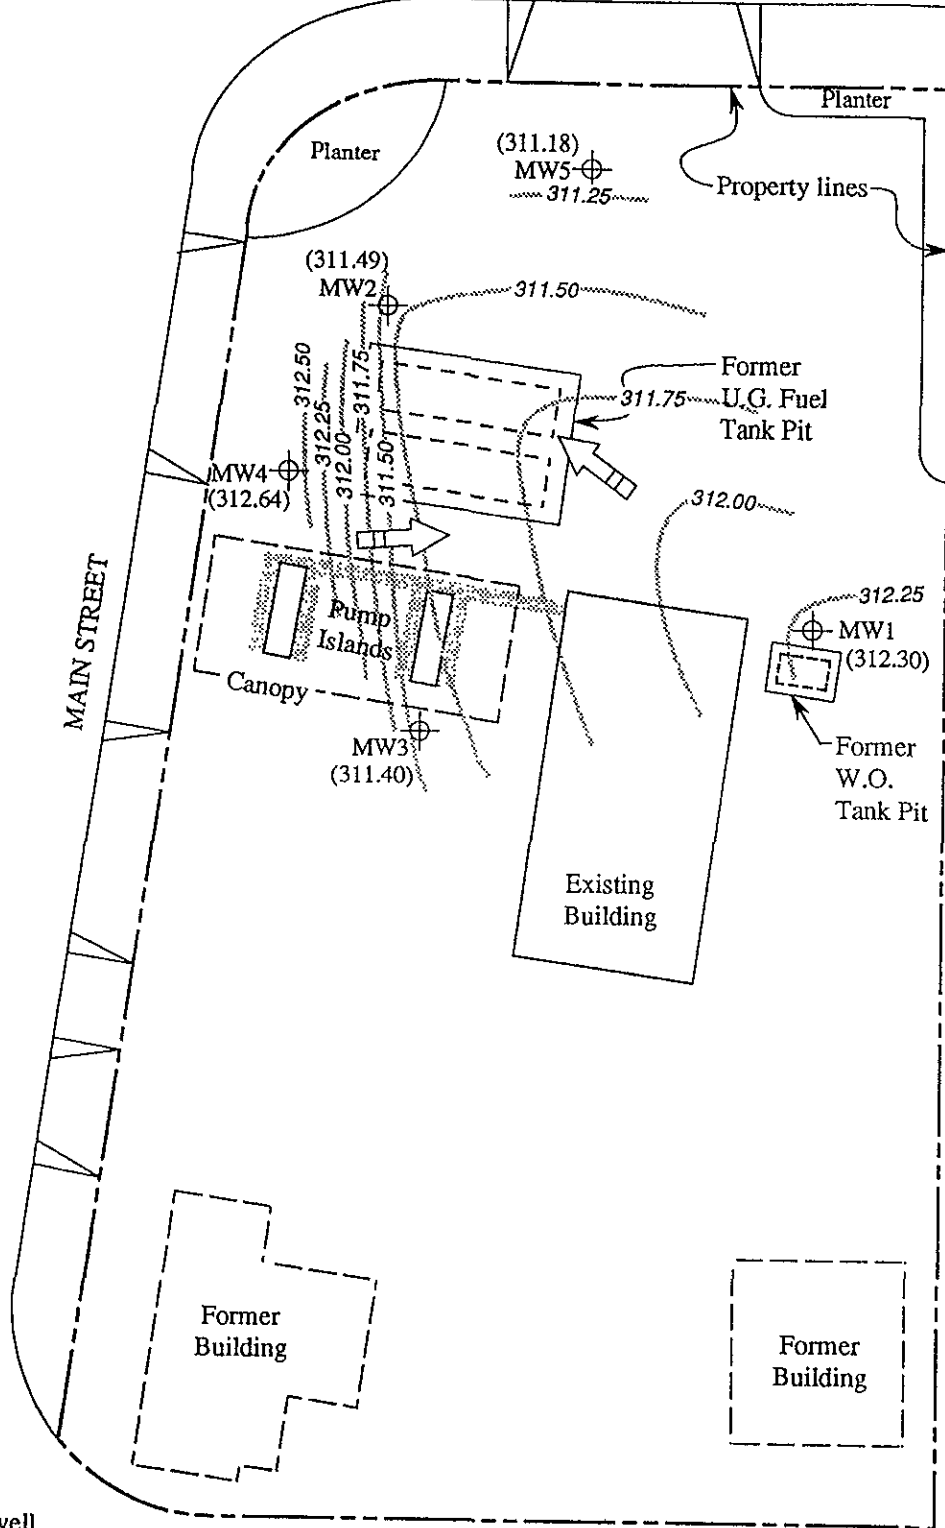 Planter
Planter
(311.18)
MW5
311.25
Property lines
(311.49)
MW2
311.50
312.50
312.25
312.00
311.75
311.50
Former
U.G. Fuel
Tank Pit
311.75
MW4
(312.64)
312.00
MAIN STREET
Pump
Islands
Canopy
312.25
MW1
(312.30)
MW3
(311.40)
Former
W.O.
Tank Pit
Existing
Building
Former
Building
Former
Building